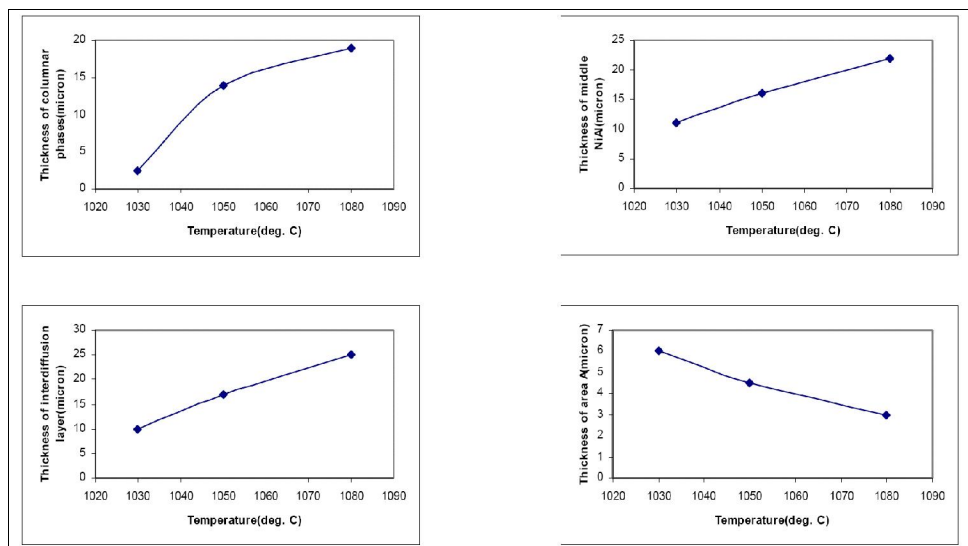 Thickness of columnar
phases(micron)
20
15
10
5
0
1020 1030 1040 1050 1060 1070 1080 1090
Temperature(deg. C)
Thickness of middle
NiAl(micron)
25
20
15
10
5
0
1020 1030 1040 1050 1060 1070 1080 1090
Temperature(deg. C)
Thickness of interdiffusion
layer(micron)
30
25
20
15
10
5
0
1020 1030 1040 1050 1060 1070 1080 1090
Temperature(deg. C)
Thickness of area A(micron)
7
6
5
4
3
2
1
0
1020 1030 1040 1050 1060 1070 1080 1090
Temperature(deg. C)